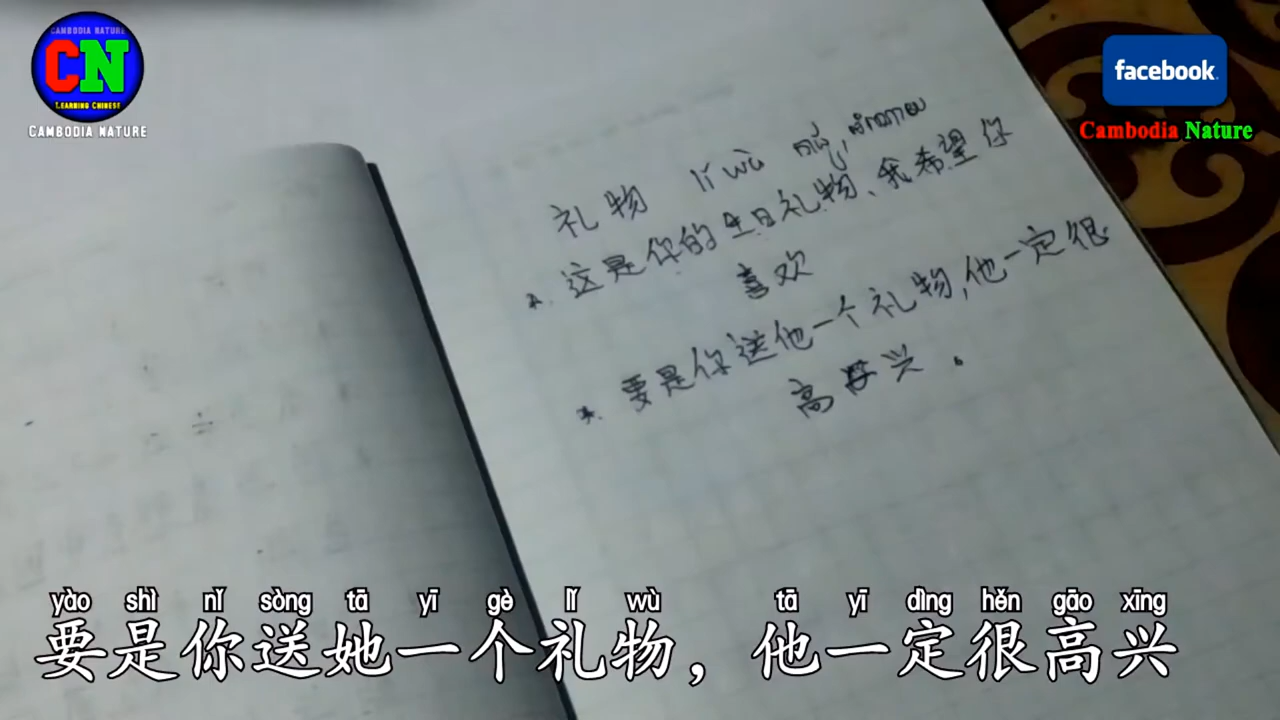 CAMBODIA NATURE
CN
Learning Chinese
CAMBODIA NATURE
facebook
Cambodia Nature
礼物 lǐ wù
这是你的生日礼物、我希望你
喜欢
要是你送他一个礼物,他一定很
高兴。
yào shì nǐ sòng tā yī gè lǐ wù tā yī dìng hěn gāo xīng
要是你送她一个礼物，他一定很高兴